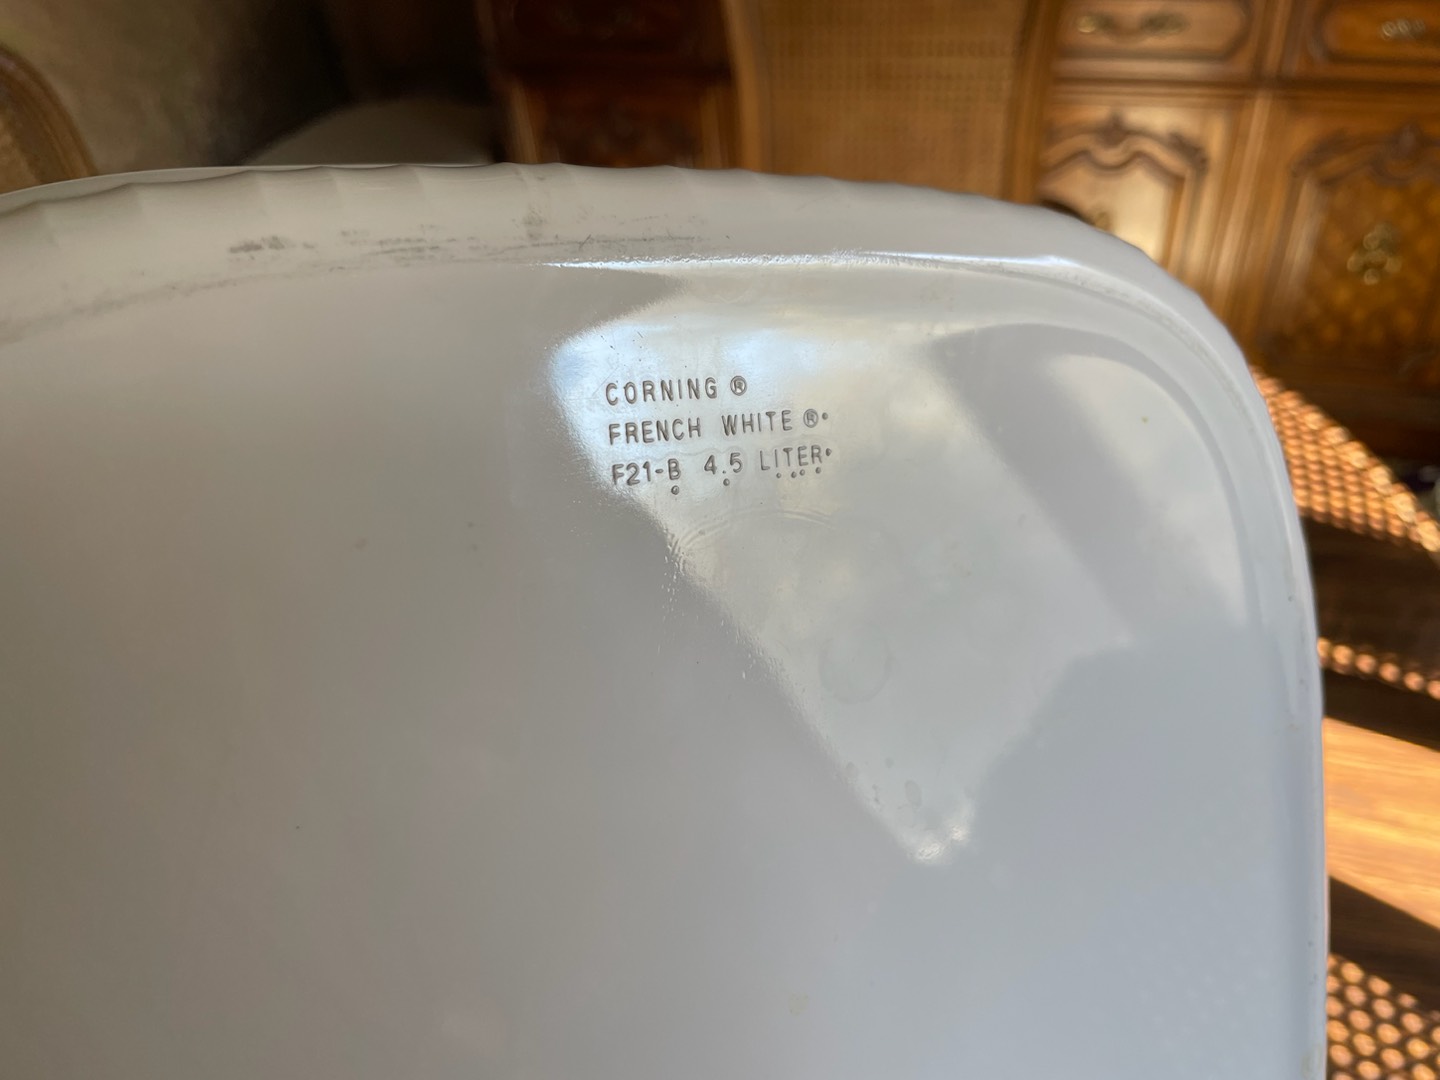 CORNING ®
FRENCH WHITE ®
F21-B 4.5 LITER